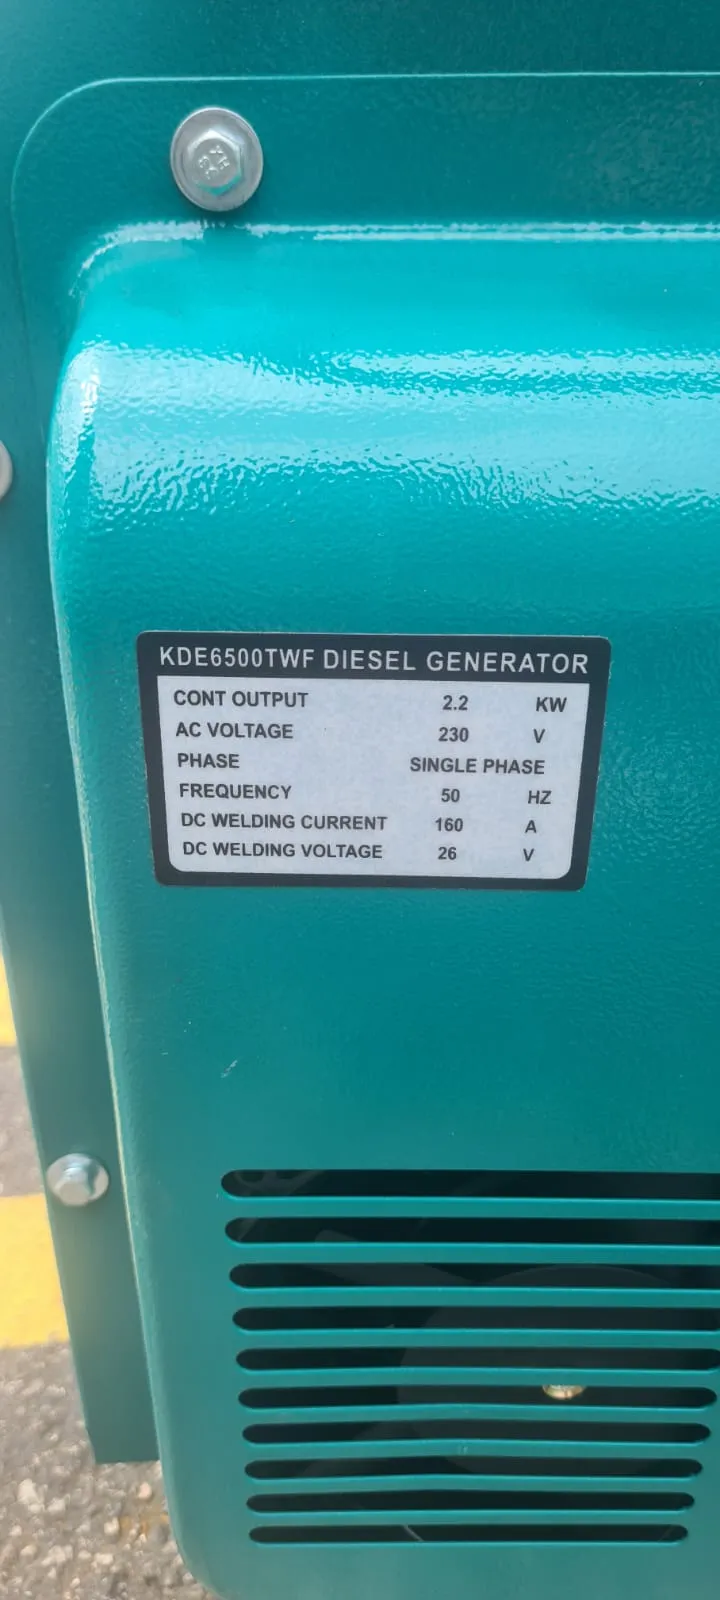 KDE6500TWF DIESEL GENERATOR
CONT OUTPUT 2.2 KW
AC VOLTAGE 230 V
PHASE SINGLE PHASE
FREQUENCY 50 HZ
DC WELDING CURRENT 160 A
DC WELDING VOLTAGE 26 V